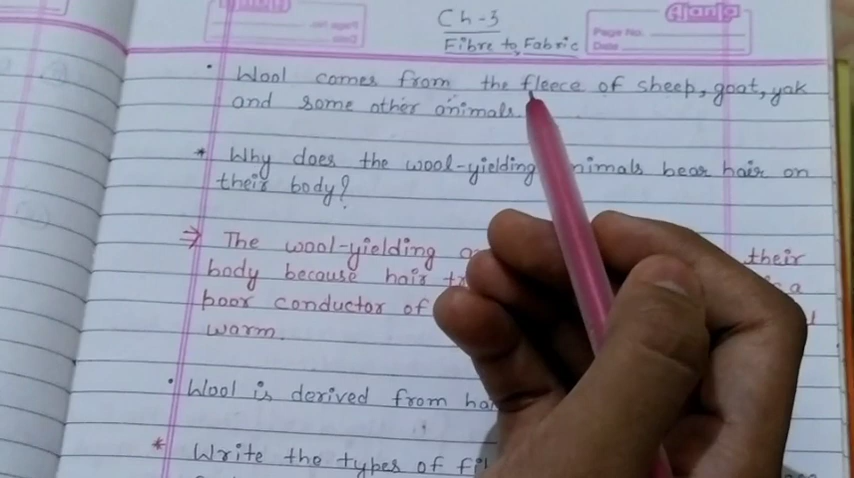 Ch-3
Fibre to Fabric
Ajanta
Page No.
Date
Wool comes from the fleece of sheep, goat, yak
and some other animals.
* Why does the wool-yielding animals bear hair on
their body?
⇒ The wool-yielding their
body because hair a
poor conductor of
warm.
Wool is derived from
* Write the types of